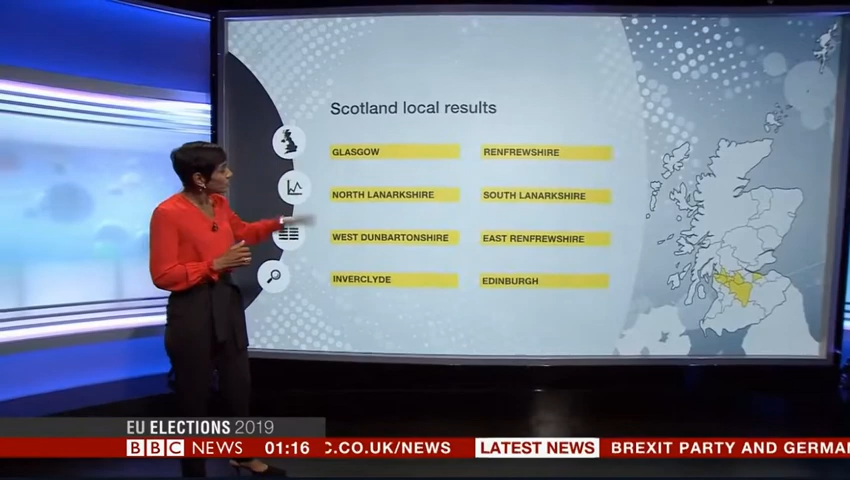 Scotland local results
GLASGOW
RENFREWSHIRE
NORTH LANARKSHIRE
SOUTH LANARKSHIRE
WEST DUNBARTONSHIRE
EAST RENFREWSHIRE
INVERCLYDE
EDINBURGH
EU ELECTIONS 2019
BBC NEWS 01:16 C.CO.UK/NEWS LATEST NEWS BREXIT PARTY AND GERMAN